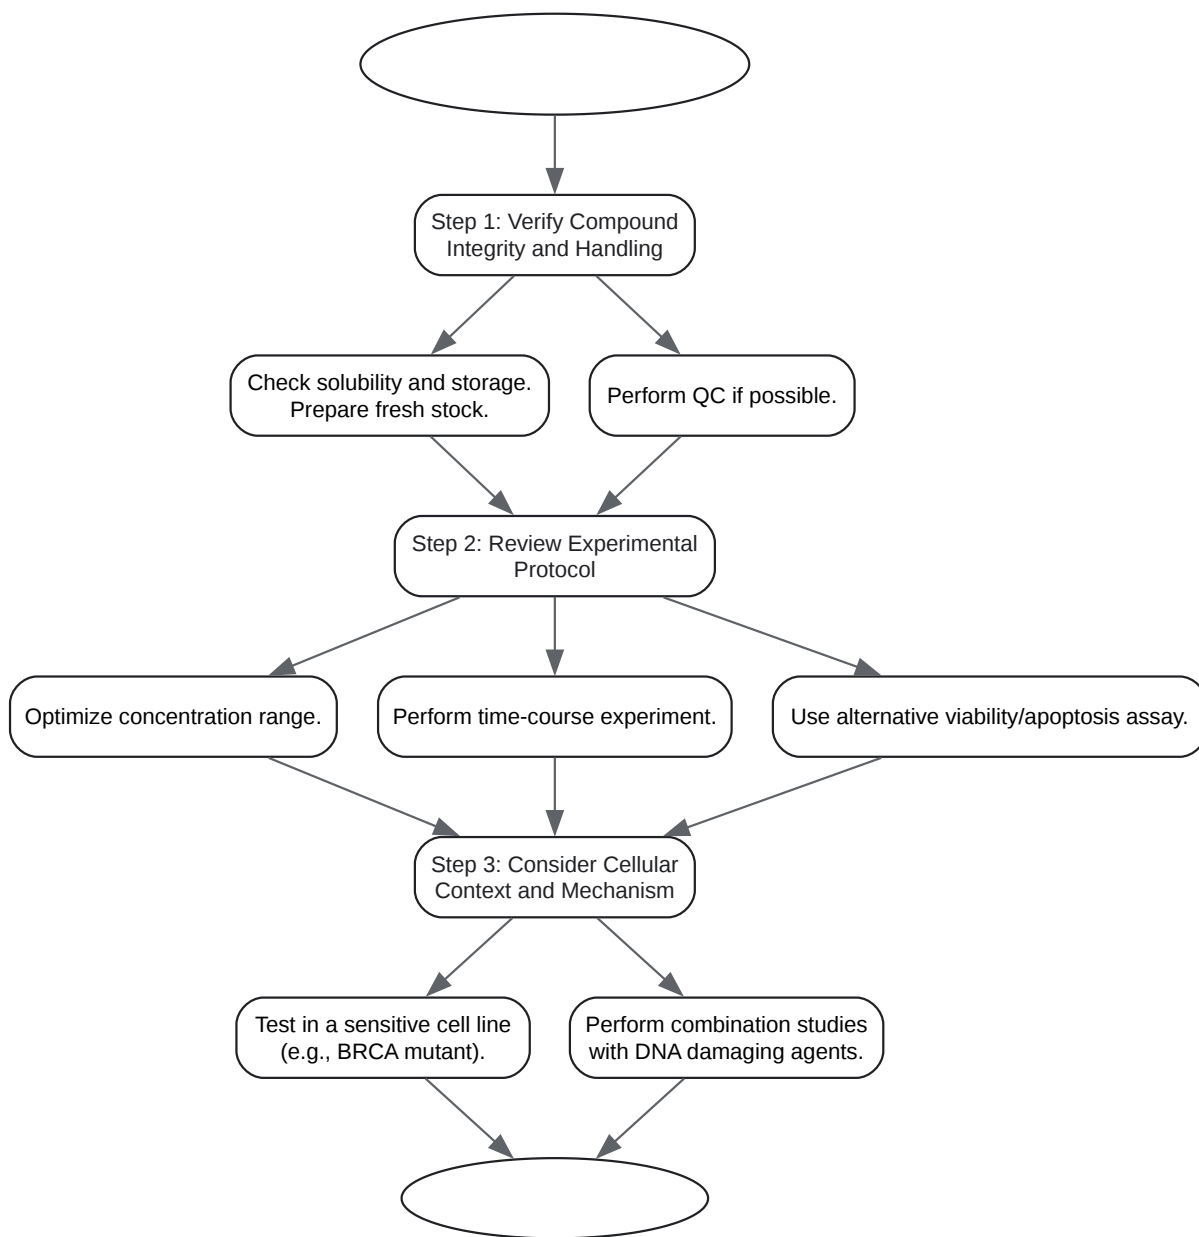 Step 1: Verify Compound
Integrity and Handling
Check solubility and storage.
Prepare fresh stock.
Perform QC if possible.
Step 2: Review Experimental
Protocol
Optimize concentration range.
Perform time-course experiment.
Use alternative viability/apoptosis assay.
Step 3: Consider Cellular
Context and Mechanism
Test in a sensitive cell line
(e.g., BRCA mutant).
Perform combination studies
with DNA damaging agents.